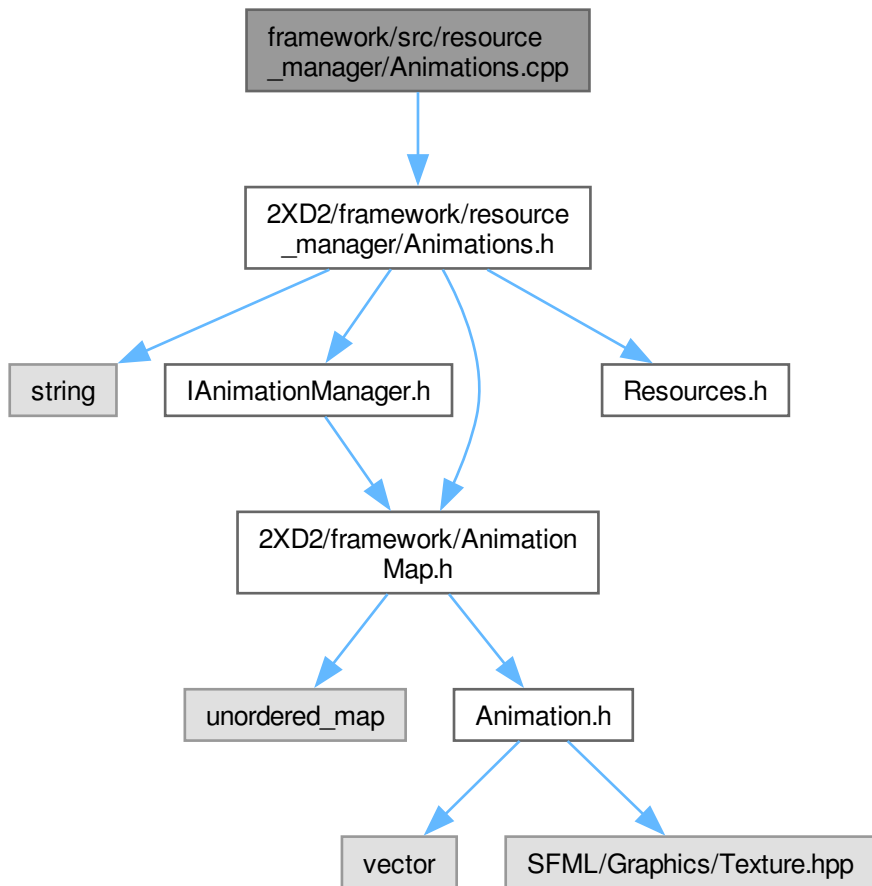 framework/src/resource
_manager/Animations.cpp
2XD2/framework/resource
_manager/Animations.h
string
IAnimationManager.h
Resources.h
2XD2/framework/Animation
Map.h
unordered_map
Animation.h
vector
SFML/Graphics/Texture.hpp